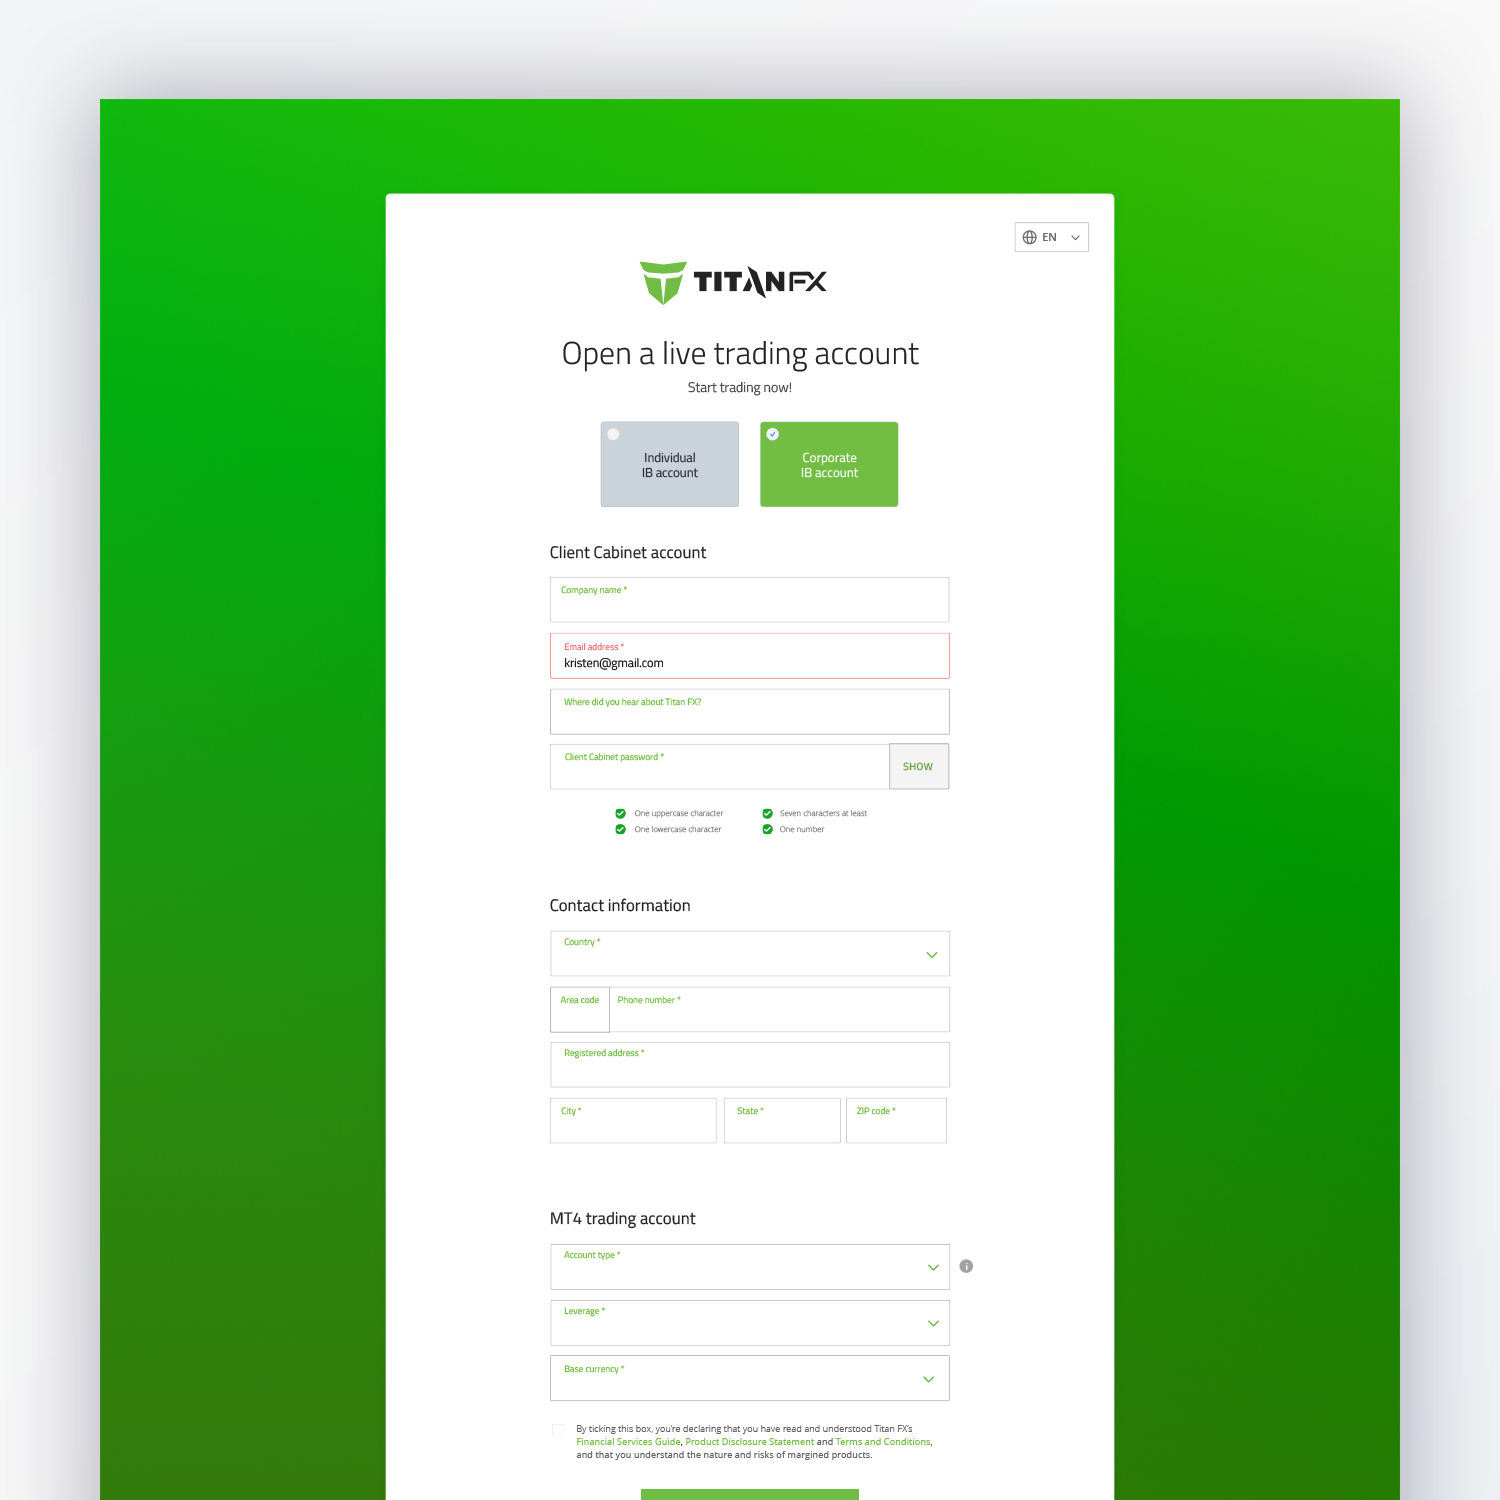 EN
TITANFX
Open a live trading account
Start trading now!
Individual
IB account
Corporate
IB account
Client Cabinet account
Company name *
Email address *
kristen@gmail.com
Where did you hear about Titan FX?
Client Cabinet password *
SHOW
One uppercase character
Seven characters at least
One lowercase character
One number
Contact information
Country *
Area code
Phone number *
Registered address *
City *
State *
ZIP code *
MT4 trading account
Account type *
Leverage *
Base currency *
By ticking this box, you're declaring that you have read and understood Titan FX's
Financial Services Guide, Product Disclosure Statement and Terms and Conditions,
and that you understand the nature and risks of margined products.